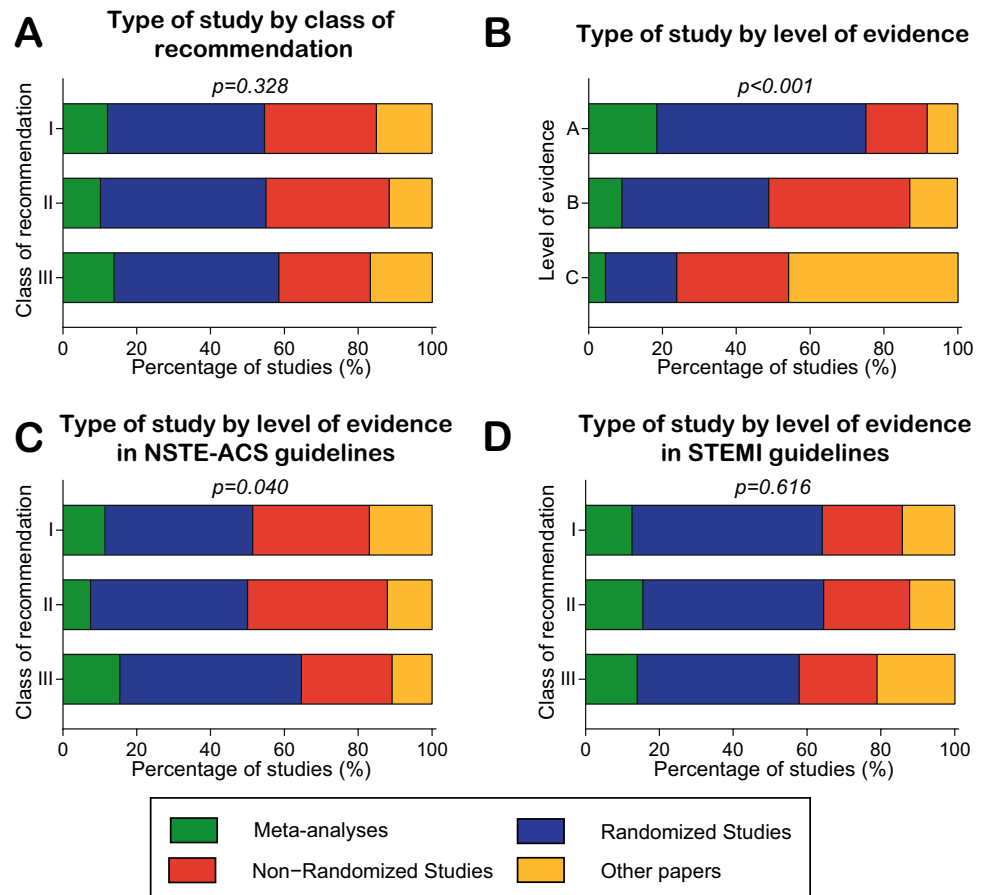 A
Type of study by class of
recommendation
p=0.328
Class of recommendation
I
II
III
0 20 40 60 80 100
Percentage of studies (%)
B
Type of study by level of evidence
p<0.001
Level of evidence
A
B
C
0 20 40 60 80 100
Percentage of studies (%)
C
Type of study by level of evidence
in NSTE-ACS guidelines
p=0.040
Class of recommendation
I
II
III
0 20 40 60 80 100
Percentage of studies (%)
D
Type of study by level of evidence
in STEMI guidelines
p=0.616
Class of recommendation
I
II
III
0 20 40 60 80 100
Percentage of studies (%)
Meta-analyses
Randomized Studies
Non−Randomized Studies
Other papers